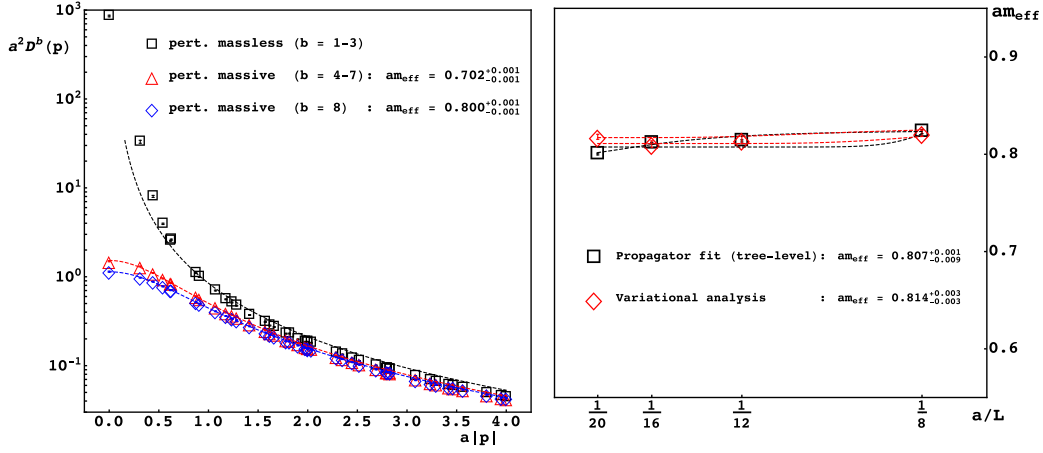 a²Dᵇ(p)
10³
10²
10¹
10⁰
10⁻¹
pert. massless (b = 1–3)
pert. massive (b = 4–7): am_eff = 0.702 +0.001 −0.001
pert. massive (b = 8) : am_eff = 0.800 +0.001 −0.001
0.0 0.5 1.0 1.5 2.0 2.5 3.0 3.5 4.0
a|p|
am_eff
0.9
0.8
0.7
0.6
Propagator fit (tree-level): am_eff = 0.807 +0.001 −0.009
Variational analysis : am_eff = 0.814 +0.003 −0.003
1/20 1/16 1/12 1/8
a/L